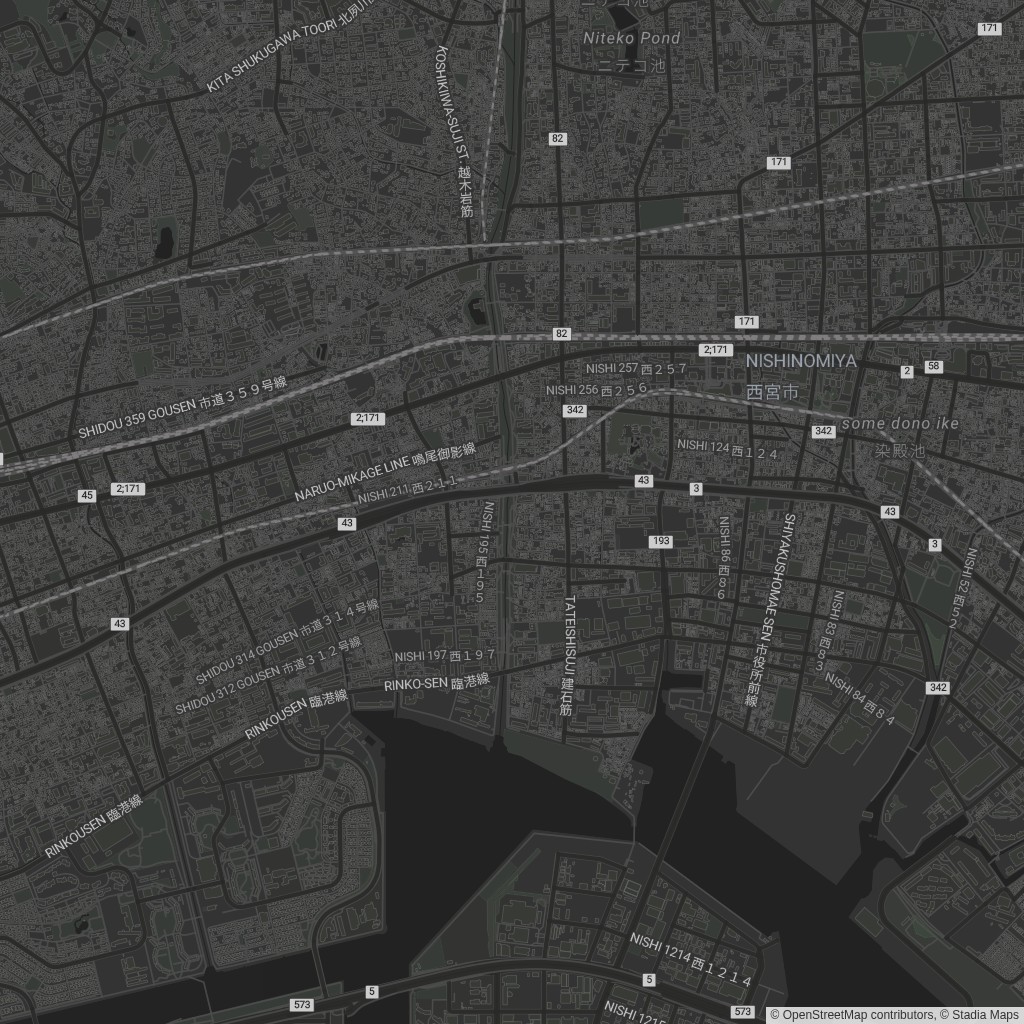 ニテコ池
Niteko Pond
ニテコ池
171
KITA SHUKUGAWA TOORI
KOSHIKIIWA-SUJI ST. 越木岩筋
82
171
171
82
2;171
NISHINOMIYA
西宮市
NISHI 257 西２５７
2
58
NISHI 256 西２５６
SHIDOU 359 GOUSEN 市道３５９号線
342
2;171
342
some dono ike
染殿池
NISHI 124 西１２４
NARUO-MIKAGE LINE 鳴尾御影線
NISHI 211 西２１１
45
2;171
43
3
43
43
3
NISHI 195 西１９５
NISHI 86 西８６
SHIYAKUSHOMAE SEN 市役所前線
193
NISHI 52 西５２
43
SHIDOU 314 GOUSEN 市道３１４号線
SHIDOU 312 GOUSEN 市道３１２号線
TATEISHISUJI 建石筋
NISHI 83 西８３
NISHI 197 西１９７
RINKO-SEN 臨港線
RINKOUSEN 臨港線
NISHI 84 西８４
342
RINKOUSEN 臨港線
NISHI 1214 西１２１４
5
5
573
573
© OpenStreetMap contributors, © Stadia Maps